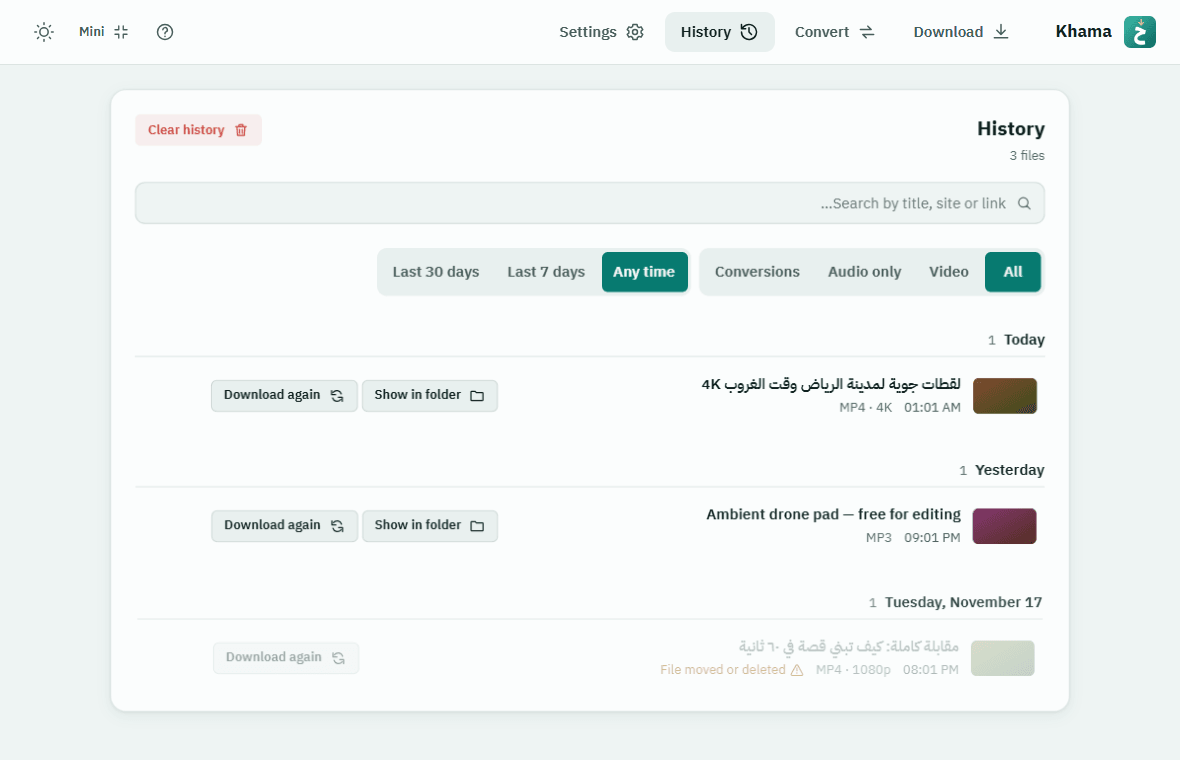 Khama
Download
Convert
History
Settings
Mini
History
3 files
Clear history
Search by title, site or link...
All
Video
Audio only
Conversions
Any time
Last 7 days
Last 30 days
Today 1
لقطات جوية لمدينة الرياض وقت الغروب 4K
MP4 · 4K 01:01 AM
Show in folder
Download again
Yesterday 1
Ambient drone pad — free for editing
MP3 09:01 PM
Show in folder
Download again
Tuesday, November 17 1
مقابلة كاملة: كيف تبني قصة في ٦٠ ثانية
File moved or deleted MP4 · 1080p 08:01 PM
Download again